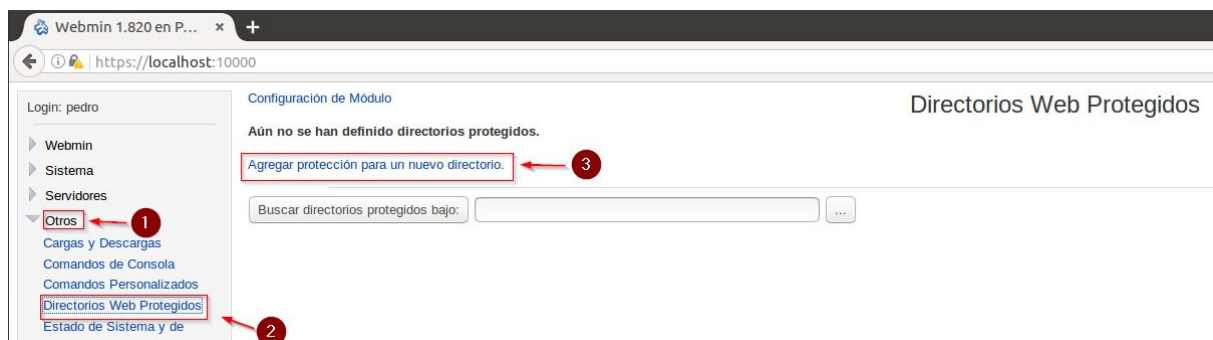 Webmin 1.820 en P... × +
https://localhost:10000
Login: pedro
Webmin
Sistema
Servidores
Otros 1
Cargas y Descargas
Comandos de Consola
Comandos Personalizados
Directorios Web Protegidos
Estado de Sistema y de 2
Configuración de Módulo
Directorios Web Protegidos
Aún no se han definido directorios protegidos.
Agregar protección para un nuevo directorio. 3
Buscar directorios protegidos bajo: ...